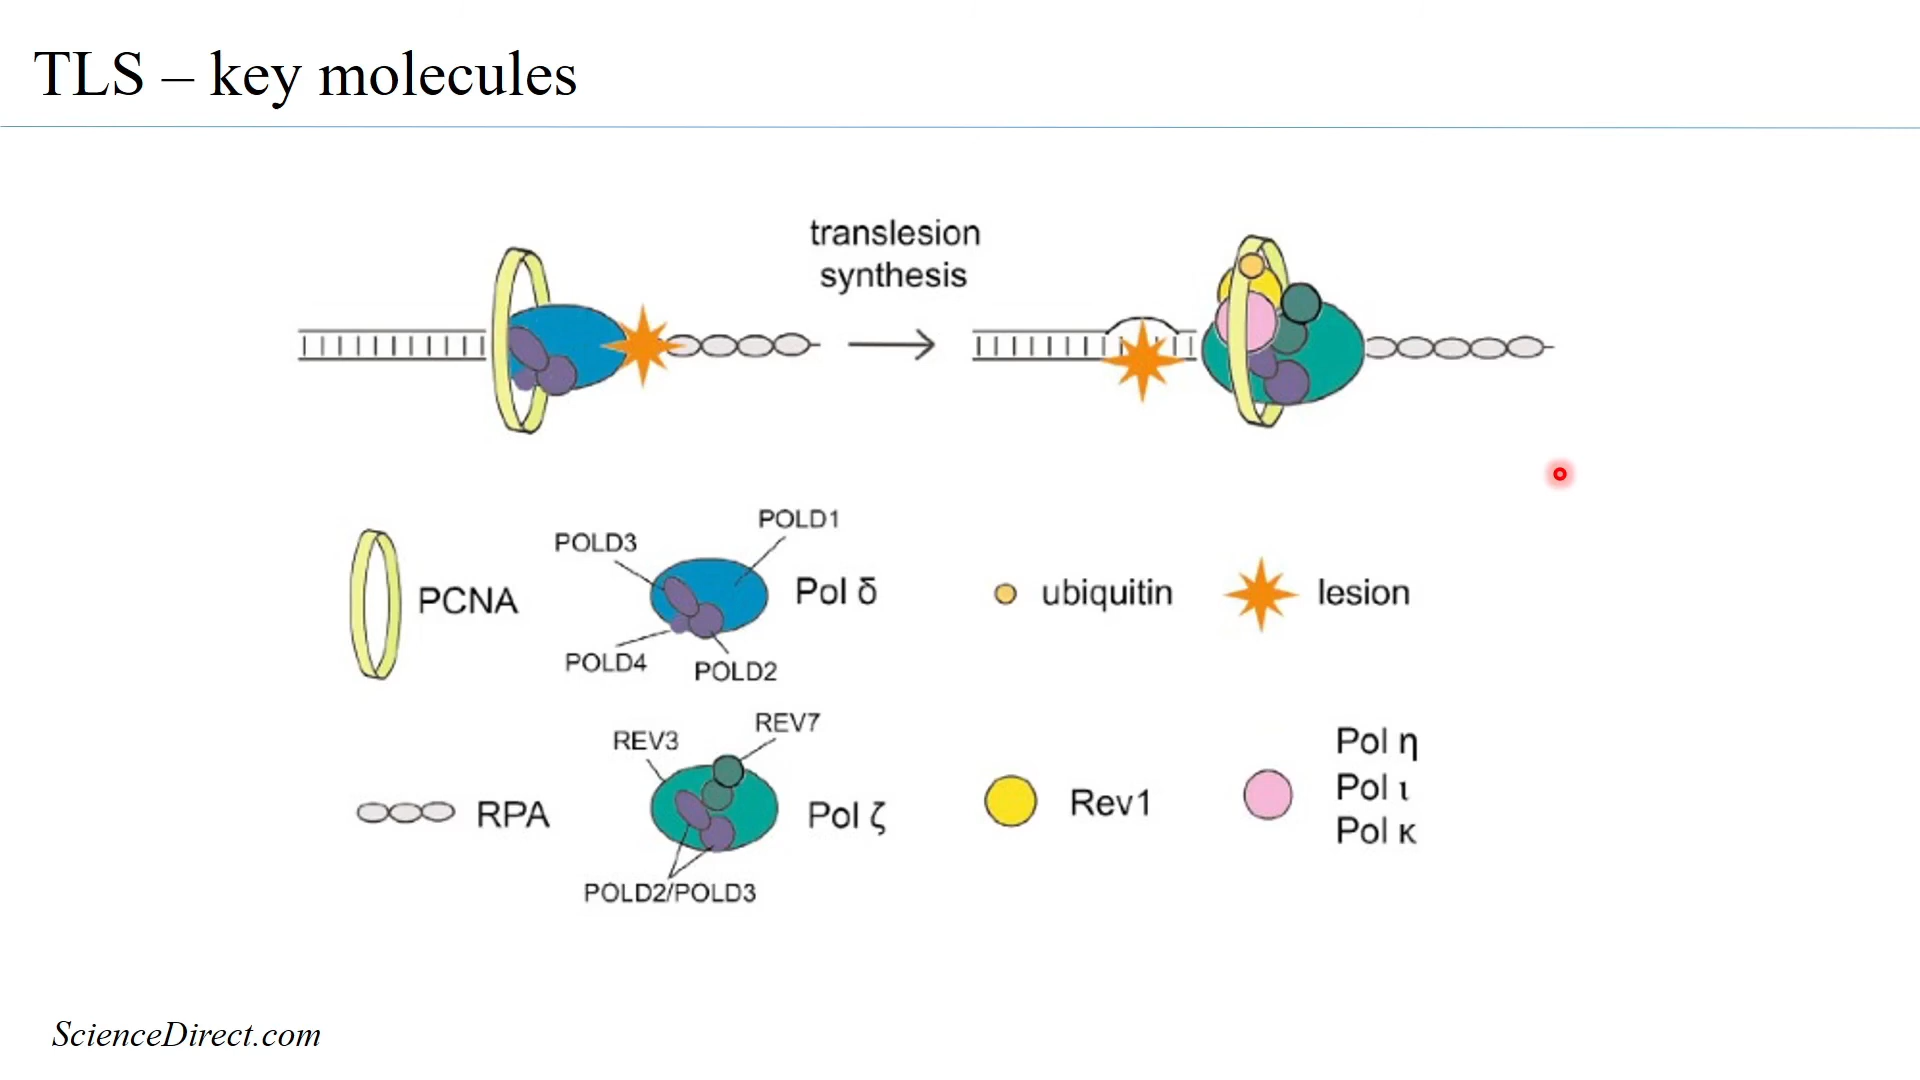 TLS – key molecules
translesion
synthesis
POLD1
POLD3
PCNA
Pol δ
ubiquitin
lesion
POLD4
POLD2
REV7
REV3
RPA
Pol ζ
Rev1
Pol η
Pol ι
Pol κ
POLD2/POLD3
ScienceDirect.com